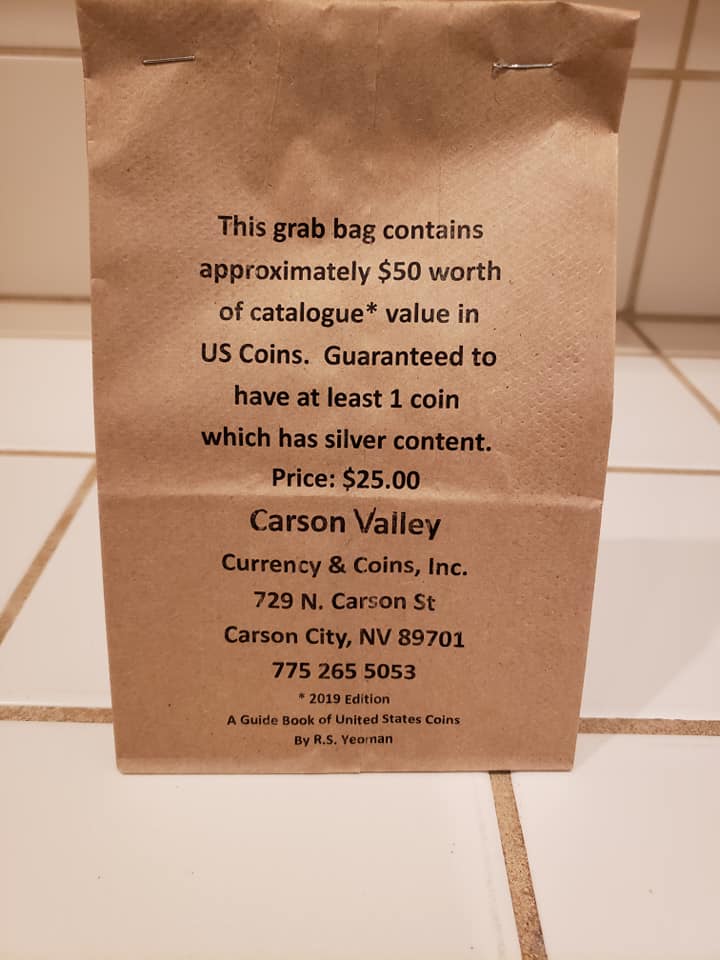 This grab bag contains
approximately $50 worth
of catalogue* value in
US Coins. Guaranteed to
have at least 1 coin
which has silver content.
Price: $25.00
Carson Valley
Currency & Coins, Inc.
729 N. Carson St
Carson City, NV 89701
775 265 5053
* 2019 Edition
A Guide Book of United States Coins
By R.S. Yeoman